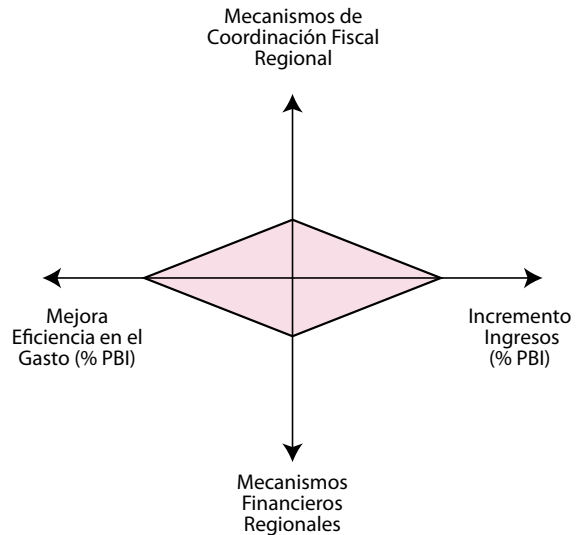 Mecanismos de
Coordinación Fiscal
Regional
Mejora
Eficiencia en el
Gasto (% PBI)
Incremento
Ingresos
(% PBI)
Mecanismos
Financieros
Regionales